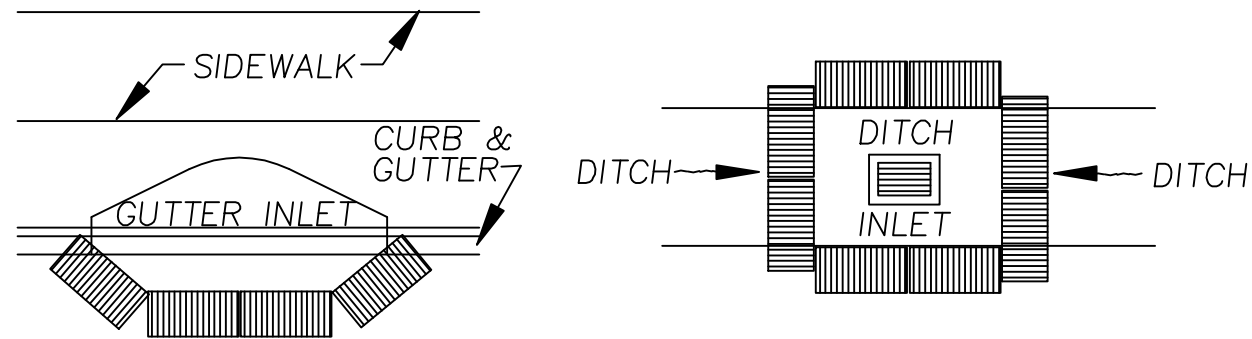 SIDEWALK
CURB &
GUTTER
GUTTER INLET
DITCH
DITCH
INLET
DITCH